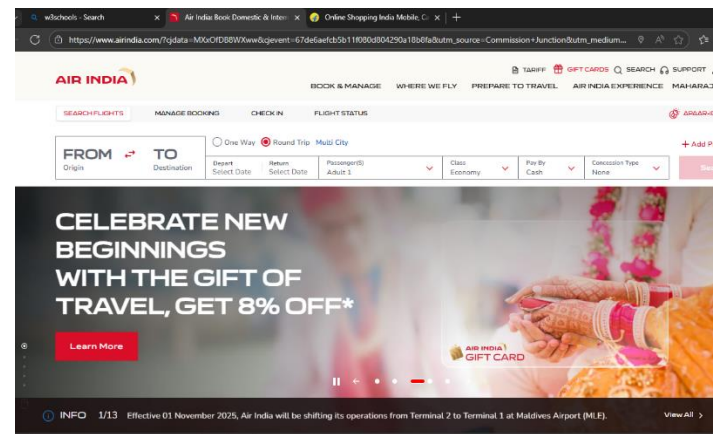 w3schools - Search
Air India: Book Domestic & Intern
Online Shopping India Mobile, Ca
https://www.airindia.com/?cjdata=MXxOfDB8WXww&cjevent=67de6aefcb5b11f080d804290a18b8fa&utm_source=Commission+Junction&utm_medium...
TARIFF GIFT CARDS SEARCH SUPPORT
AIR INDIA
BOOK & MANAGE WHERE WE FLY PREPARE TO TRAVEL AIR INDIA EXPERIENCE MAHARAJ
SEARCH FLIGHTS MANAGE BOOKING CHECK IN FLIGHT STATUS
One Way Round Trip Multi City
+ Add P
FROM TO
Origin Destination
Depart Return Passenger(S) Class Pay By Concession Type
Select Date Select Date Adult 1 Economy Cash None
CELEBRATE NEW
BEGINNINGS
WITH THE GIFT OF
TRAVEL, GET 8% OFF*
Learn More
AIR INDIA
GIFT CARD
INFO 1/13 Effective 01 November 2025, Air India will be shifting its operations from Terminal 2 to Terminal 1 at Maldives Airport (MLE). View All >